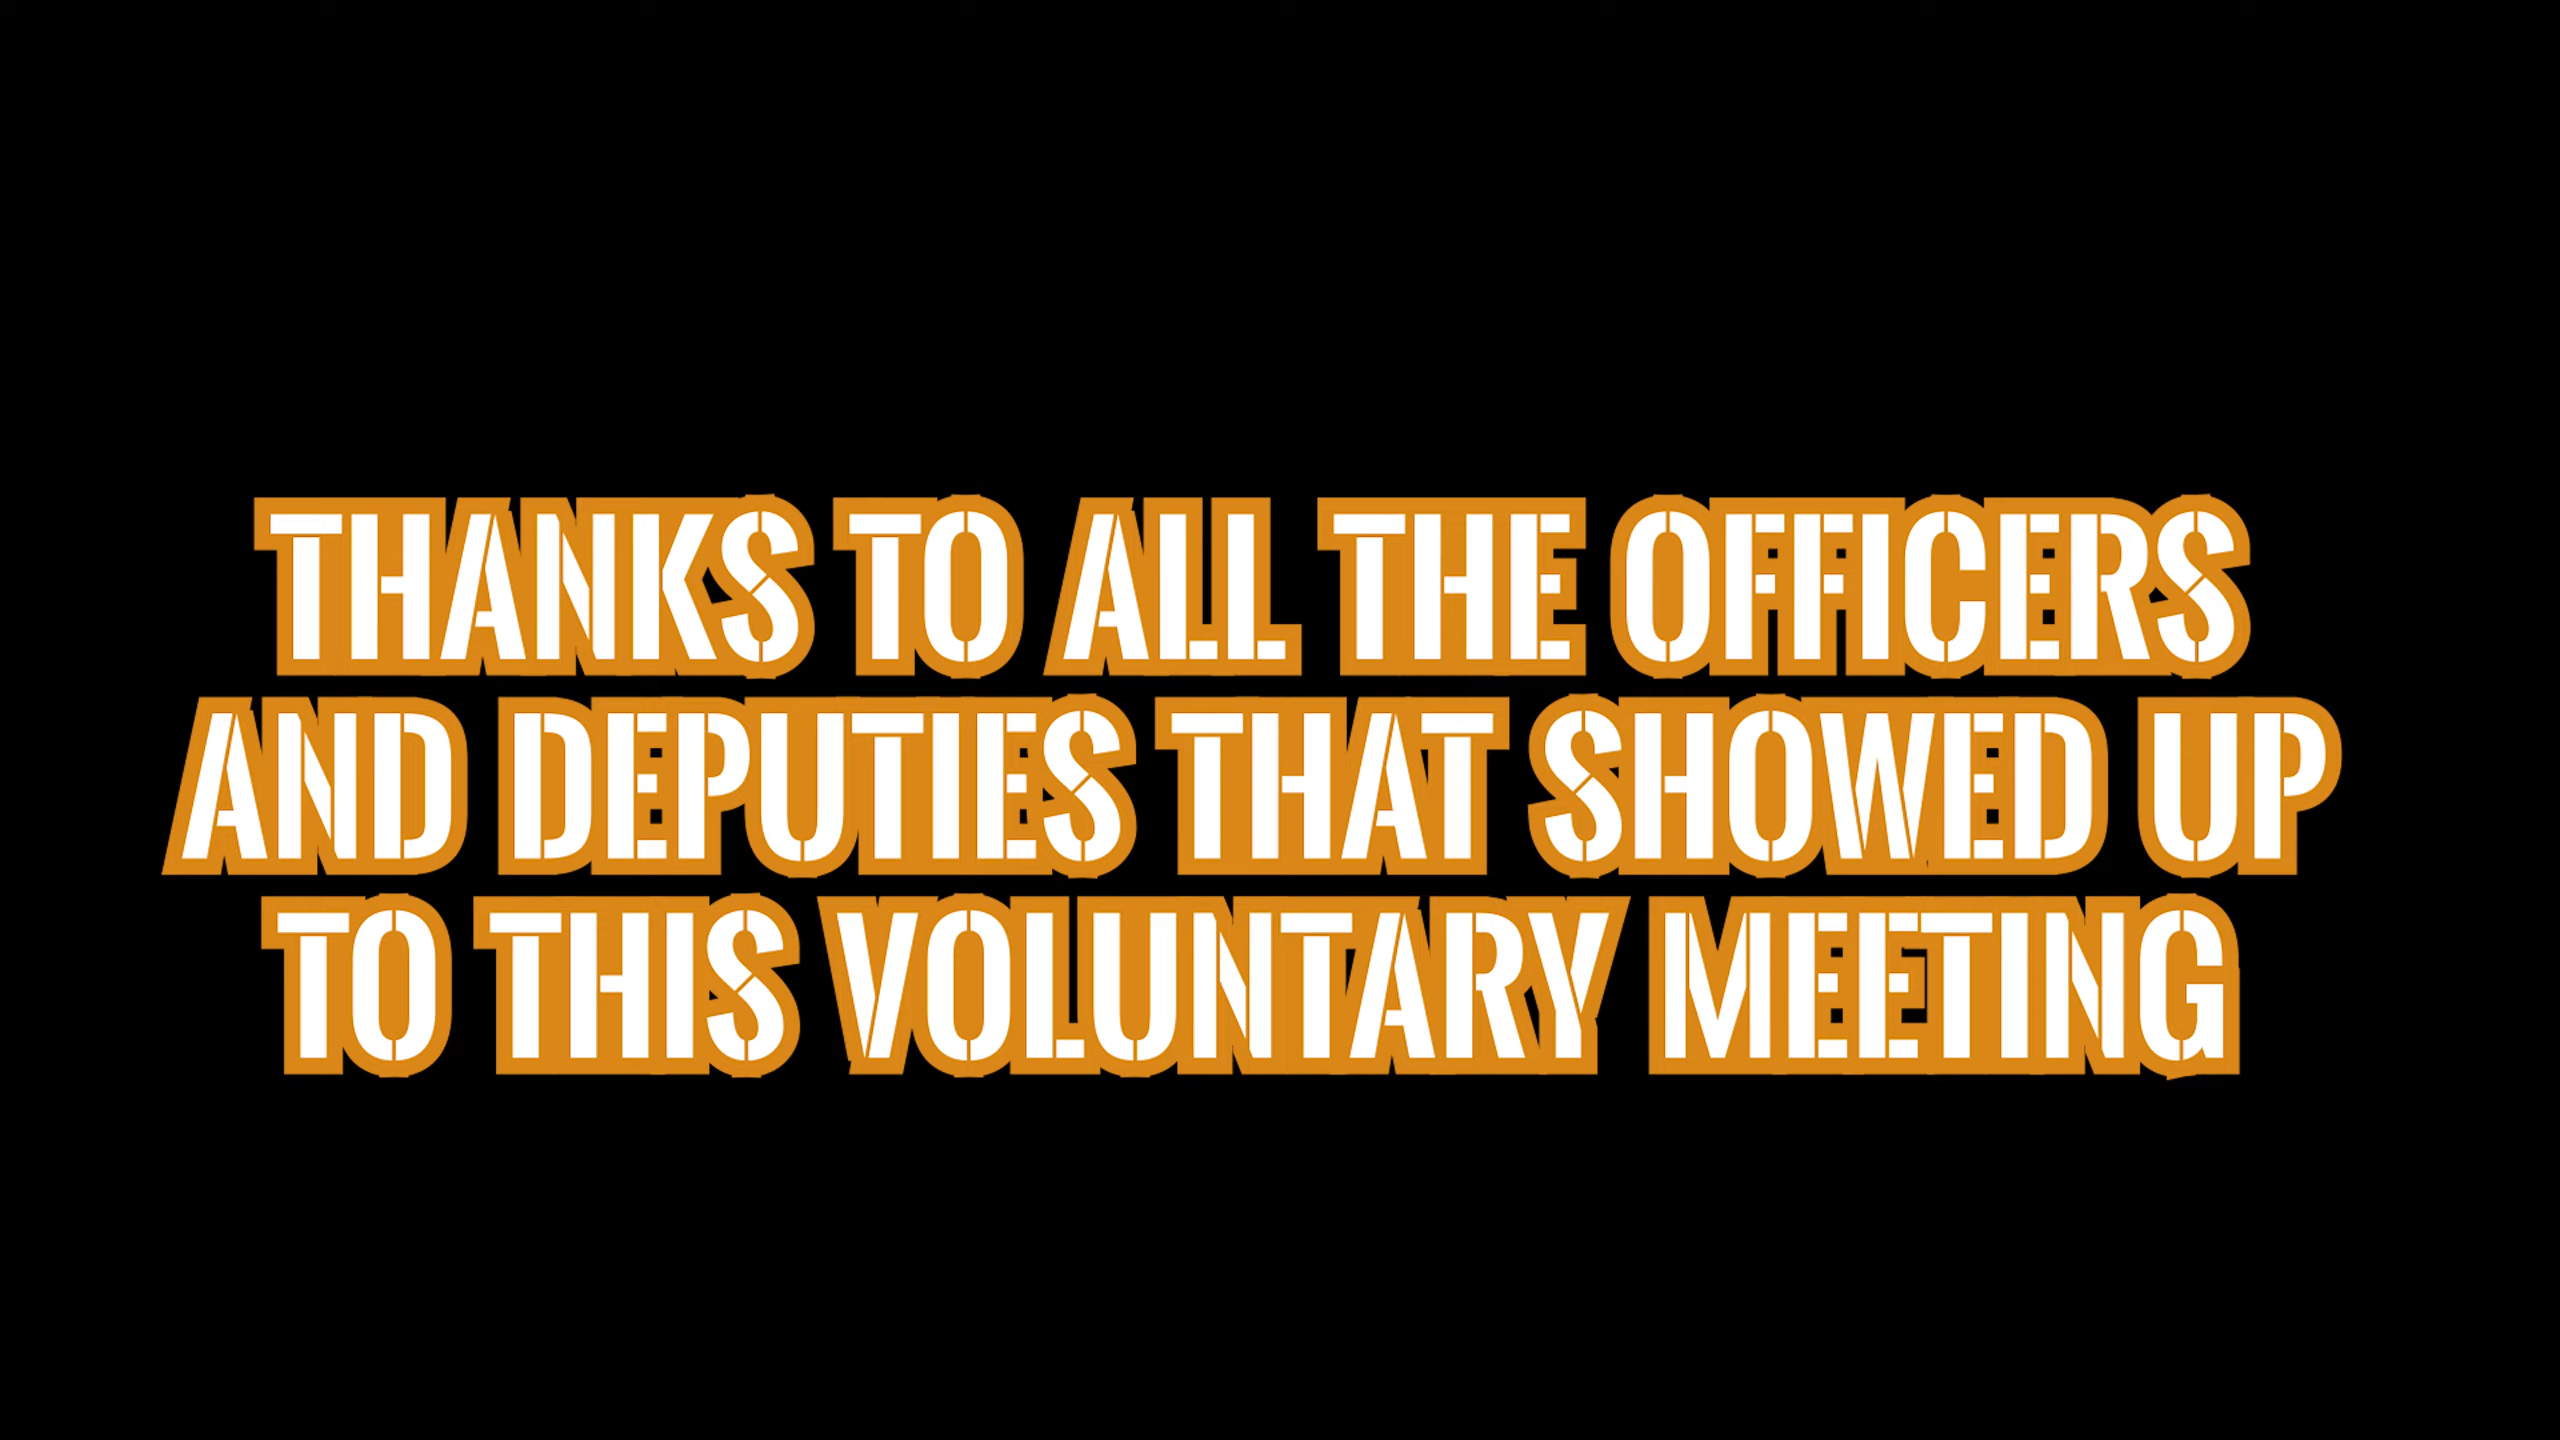 THANKS TO ALL THE OFFICERS
AND DEPUTIES THAT SHOWED UP
TO THIS VOLUNTARY MEETING